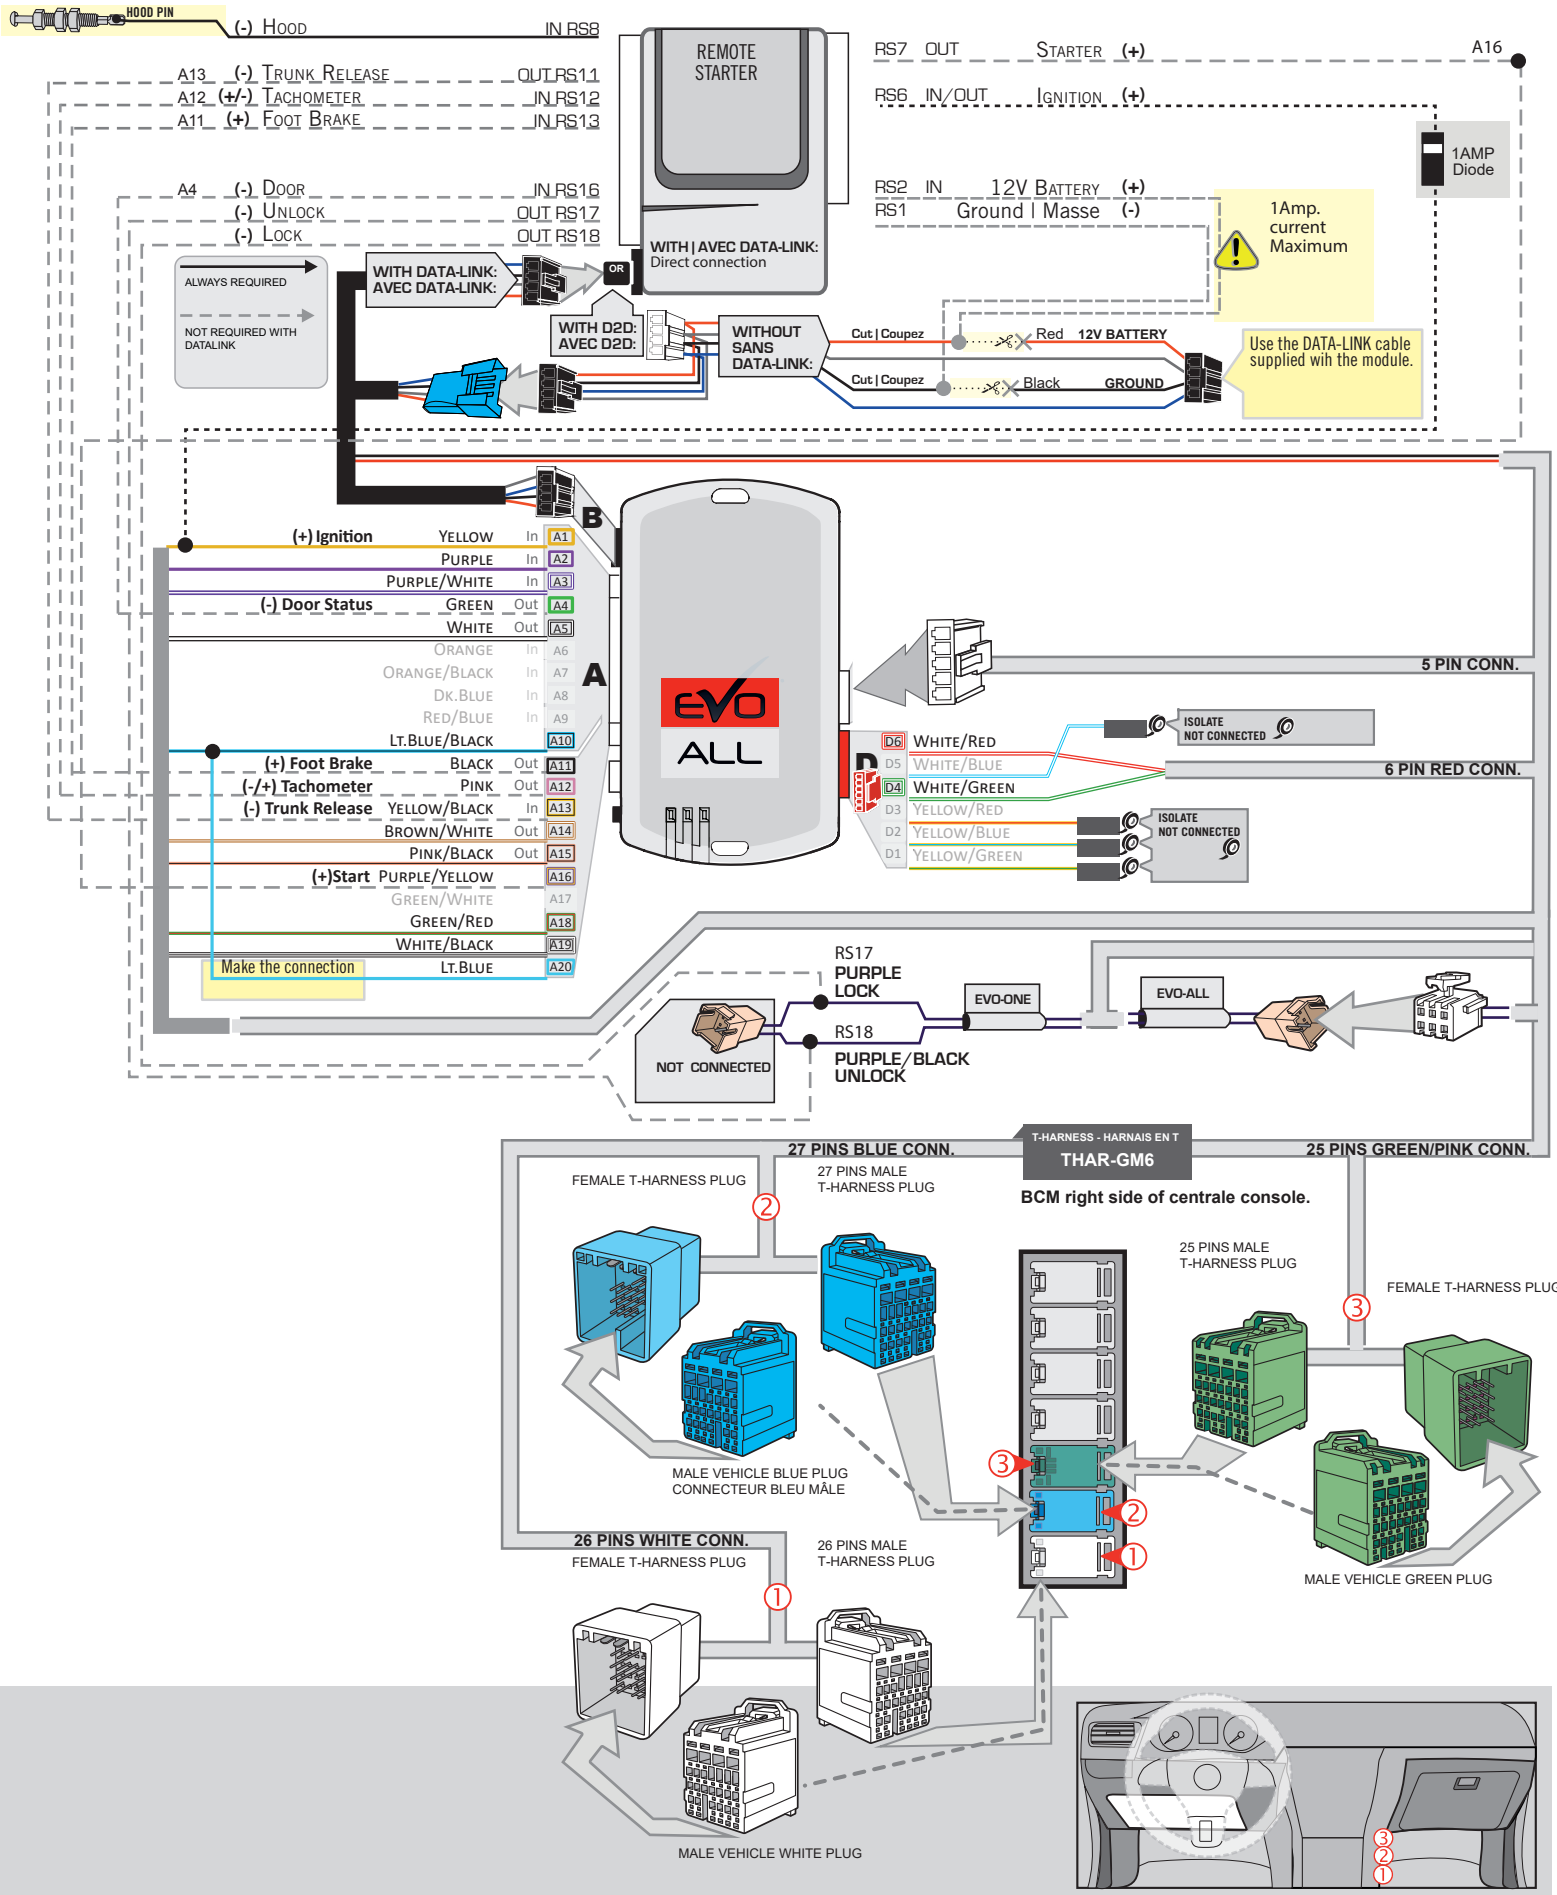 HOOD PIN
(-) HOOD IN RS8
A13 (-) TRUNK RELEASE OUT RS11
A12 (+/-) TACHOMETER IN RS12
A11 (+) FOOT BRAKE IN RS13
A4 (-) DOOR IN RS16
(-) UNLOCK OUT RS17
(-) LOCK OUT RS18
REMOTE
STARTER
WITH | AVEC DATA-LINK:
Direct connection
RS7 OUT STARTER (+) A16
RS6 IN/OUT IGNITION (+)
1AMP
Diode
RS2 IN 12V BATTERY (+)
RS1 Ground | Masse (-)
1Amp.
current
Maximum
ALWAYS REQUIRED
NOT REQUIRED WITH
DATALINK
WITH DATA-LINK:
AVEC DATA-LINK:
OR
WITH D2D:
AVEC D2D:
WITHOUT
SANS
DATA-LINK:
Cut | Coupez Red 12V BATTERY
Cut | Coupez Black GROUND
Use the DATA-LINK cable
supplied wih the module.
B
(+) Ignition YELLOW In A1
PURPLE In A2
PURPLE/WHITE In A3
(-) Door Status GREEN Out A4
WHITE Out A5
ORANGE In A6
ORANGE/BLACK In A7
DK.BLUE In A8
RED/BLUE In A9
LT.BLUE/BLACK A10
(+) Foot Brake BLACK Out A11
(-/+) Tachometer PINK Out A12
(-) Trunk Release YELLOW/BLACK In A13
BROWN/WHITE Out A14
PINK/BLACK Out A15
(+)Start PURPLE/YELLOW A16
GREEN/WHITE A17
GREEN/RED A18
WHITE/BLACK A19
Make the connection LT.BLUE A20
A
EVO
ALL
5 PIN CONN.
D
D6 WHITE/RED
D5 WHITE/BLUE
D4 WHITE/GREEN
D3 YELLOW/RED
D2 YELLOW/BLUE
D1 YELLOW/GREEN
ISOLATE
NOT CONNECTED
6 PIN RED CONN.
ISOLATE
NOT CONNECTED
RS17
PURPLE
LOCK
RS18
PURPLE/BLACK
UNLOCK
NOT CONNECTED
EVO-ONE
EVO-ALL
T-HARNESS - HARNAIS EN T
THAR-GM6
27 PINS BLUE CONN.
25 PINS GREEN/PINK CONN.
BCM right side of centrale console.
FEMALE T-HARNESS PLUG
2
27 PINS MALE
T-HARNESS PLUG
25 PINS MALE
T-HARNESS PLUG
3
FEMALE T-HARNESS PLUG
MALE VEHICLE BLUE PLUG
CONNECTEUR BLEU MÂLE
3
2
1
MALE VEHICLE GREEN PLUG
26 PINS WHITE CONN.
FEMALE T-HARNESS PLUG
1
26 PINS MALE
T-HARNESS PLUG
MALE VEHICLE WHITE PLUG
3
2
1